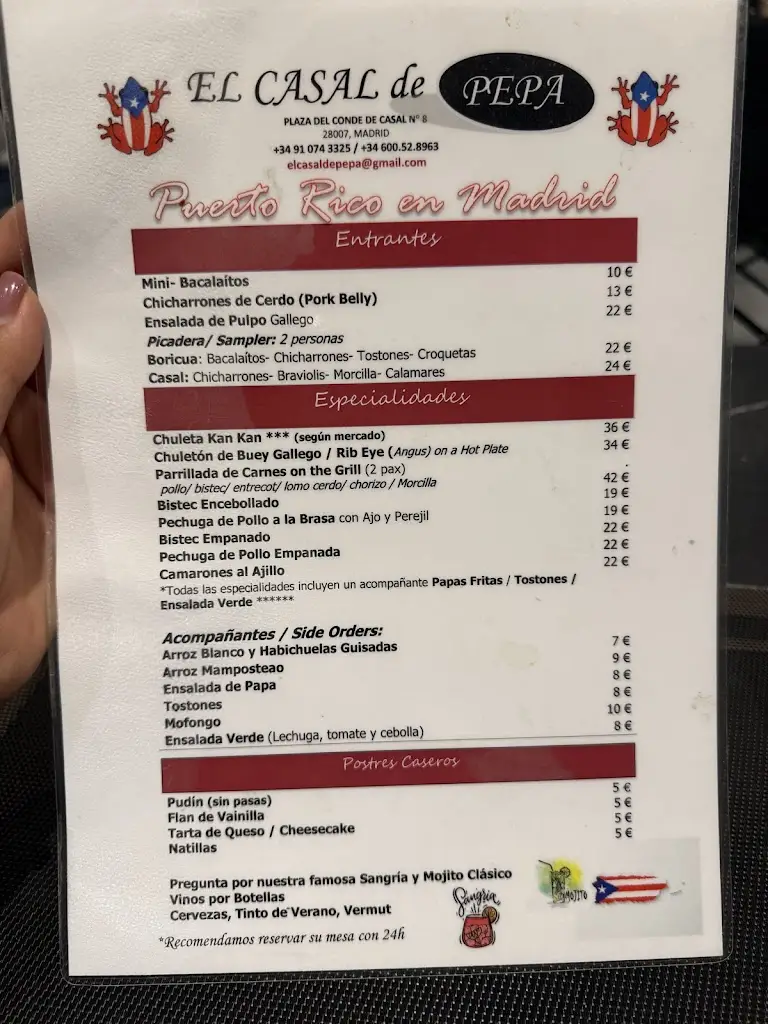 EL CASAL de PEPA
PLAZA DEL CONDE DE CASAL Nº 8
28007, MADRID
+34 91 074 3325 / +34 600.52.8963
elcasaldepepa@gmail.com
Puerto Rico en Madrid
Entrantes
Mini- Bacalaítos 10 €
Chicharrones de Cerdo (Pork Belly) 13 €
Ensalada de Pulpo Gallego 22 €
Picadera/ Sampler: 2 personas
Boricua: Bacalaítos- Chicharrones- Tostones- Croquetas 22 €
Casal: Chicharrones- Braviolis- Morcilla- Calamares 24 €
Especialidades
Chuleta Kan Kan *** (según mercado) 36 €
Chuletón de Buey Gallego / Rib Eye (Angus) on a Hot Plate 34 €
Parrillada de Carnes on the Grill (2 pax) .
pollo/ bistec/ entrecot/ lomo cerdo/ chorizo / Morcilla 42 €
Bistec Encebollado 19 €
Pechuga de Pollo a la Brasa con Ajo y Perejil 19 €
Bistec Empanado 22 €
Pechuga de Pollo Empanada 22 €
Camarones al Ajillo 22 €
*Todas las especialidades incluyen un acompañante Papas Fritas / Tostones /
Ensalada Verde ******
Acompañantes / Side Orders:
Arroz Blanco y Habichuelas Guisadas 7 €
Arroz Mamposteao 9 €
Ensalada de Papa 8 €
Tostones 8 €
Mofongo 10 €
Ensalada Verde (Lechuga, tomate y cebolla) 8 €
Postres Caseros
Pudín (sin pasas) 5 €
Flan de Vainilla 5 €
Tarta de Queso / Cheesecake 5 €
Natillas 5 €
Pregunta por nuestra famosa Sangría y Mojito Clásico
Vinos por Botellas
Cervezas, Tinto de Verano, Vermut
Sangria
MOJITO
*Recomendamos reservar su mesa con 24h